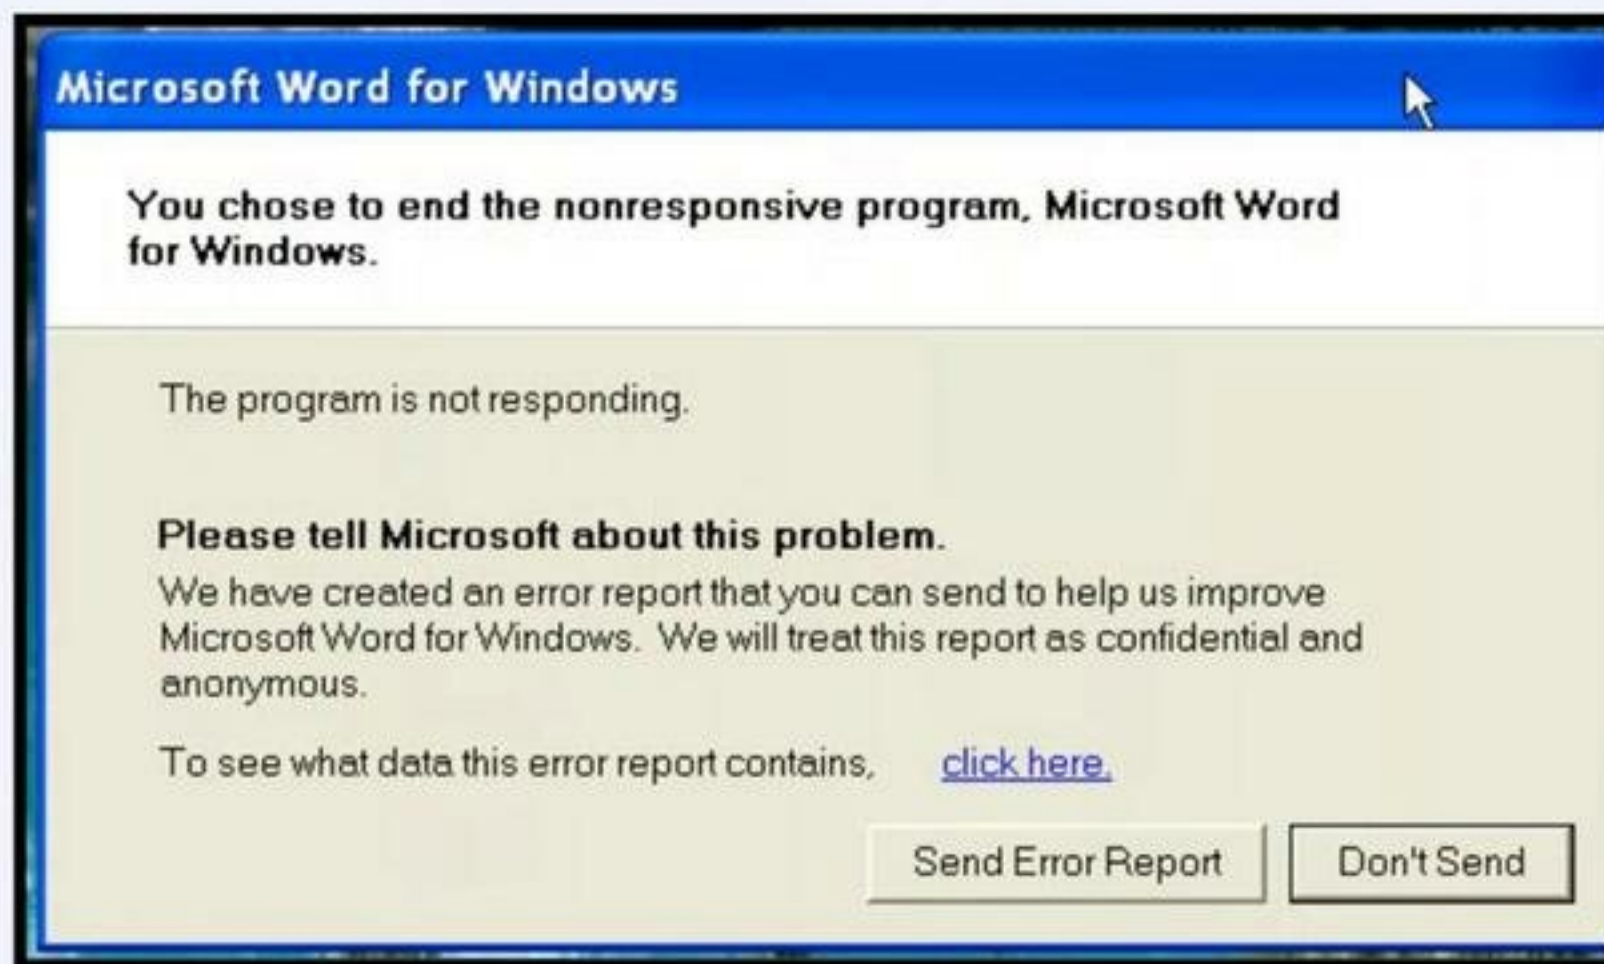 Microsoft Word for Windows
You chose to end the nonresponsive program, Microsoft Word
for Windows.
The program is not responding.
Please tell Microsoft about this problem.
We have created an error report that you can send to help us improve
Microsoft Word for Windows.  We will treat this report as confidential and
anonymous.
To see what data this error report contains, click here.
Send Error Report Don't Send